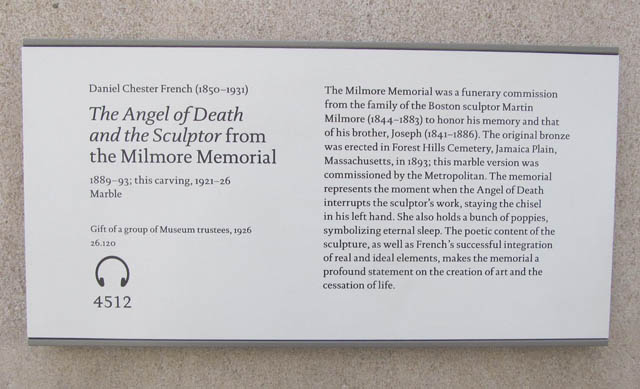 Daniel Chester French (1850–1931)
The Angel of Death
and the Sculptor from
the Milmore Memorial
1889–93; this carving, 1921–26
Marble
Gift of a group of Museum trustees, 1926
26.120
4512
The Milmore Memorial was a funerary commission
from the family of the Boston sculptor Martin
Milmore (1844–1883) to honor his memory and that
of his brother, Joseph (1841–1886). The original bronze
was erected in Forest Hills Cemetery, Jamaica Plain,
Massachusetts, in 1893; this marble version was
commissioned by the Metropolitan. The memorial
represents the moment when the Angel of Death
interrupts the sculptor’s work, staying the chisel
in his left hand. She also holds a bunch of poppies,
symbolizing eternal sleep. The poetic content of the
sculpture, as well as French’s successful integration
of real and ideal elements, makes the memorial a
profound statement on the creation of art and the
cessation of life.